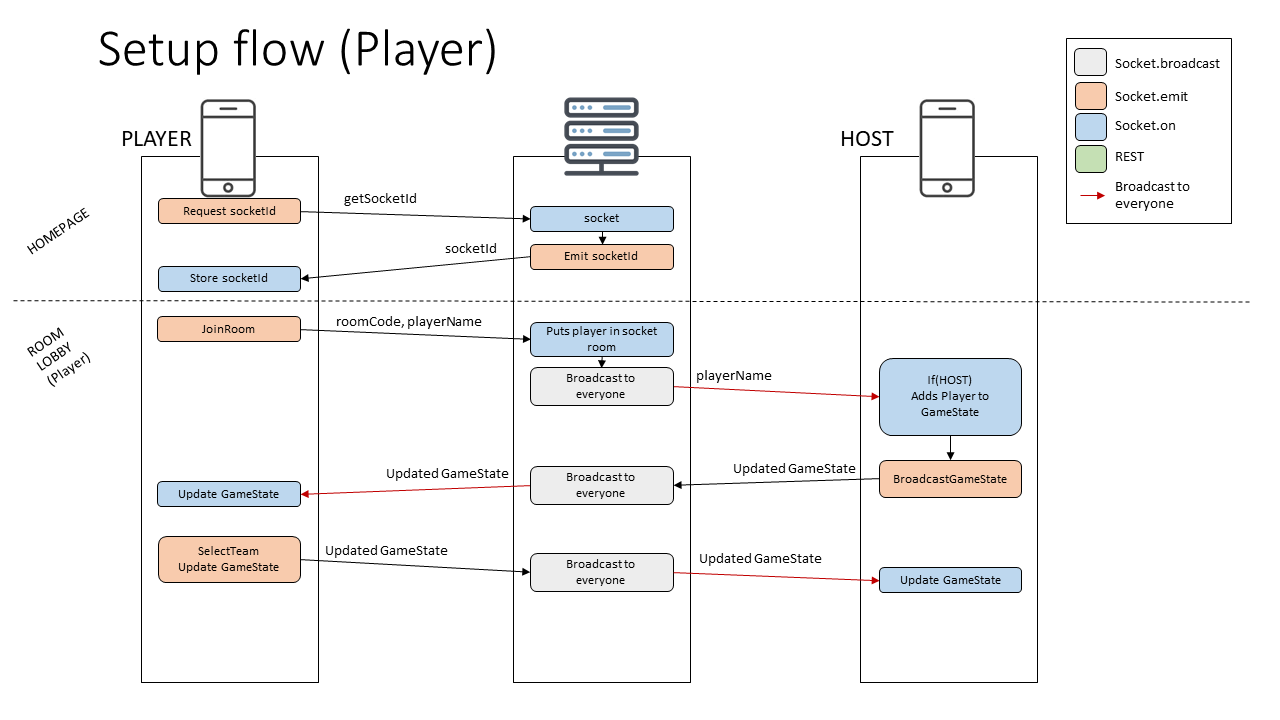 Setup flow (Player)
Socket.broadcast
Socket.emit
Socket.on
REST
Broadcast to
everyone
PLAYER
HOST
HOMEPAGE
Request socketId
getSocketId
socket
socketId
Emit socketId
Store socketId
ROOM
LOBBY
(Player)
JoinRoom
roomCode, playerName
Puts player in socket
room
Broadcast to
everyone
playerName
If(HOST)
Adds Player to
GameState
Updated GameState
BroadcastGameState
Broadcast to
everyone
Updated GameState
Update GameState
SelectTeam
Update GameState
Updated GameState
Broadcast to
everyone
Updated GameState
Update GameState